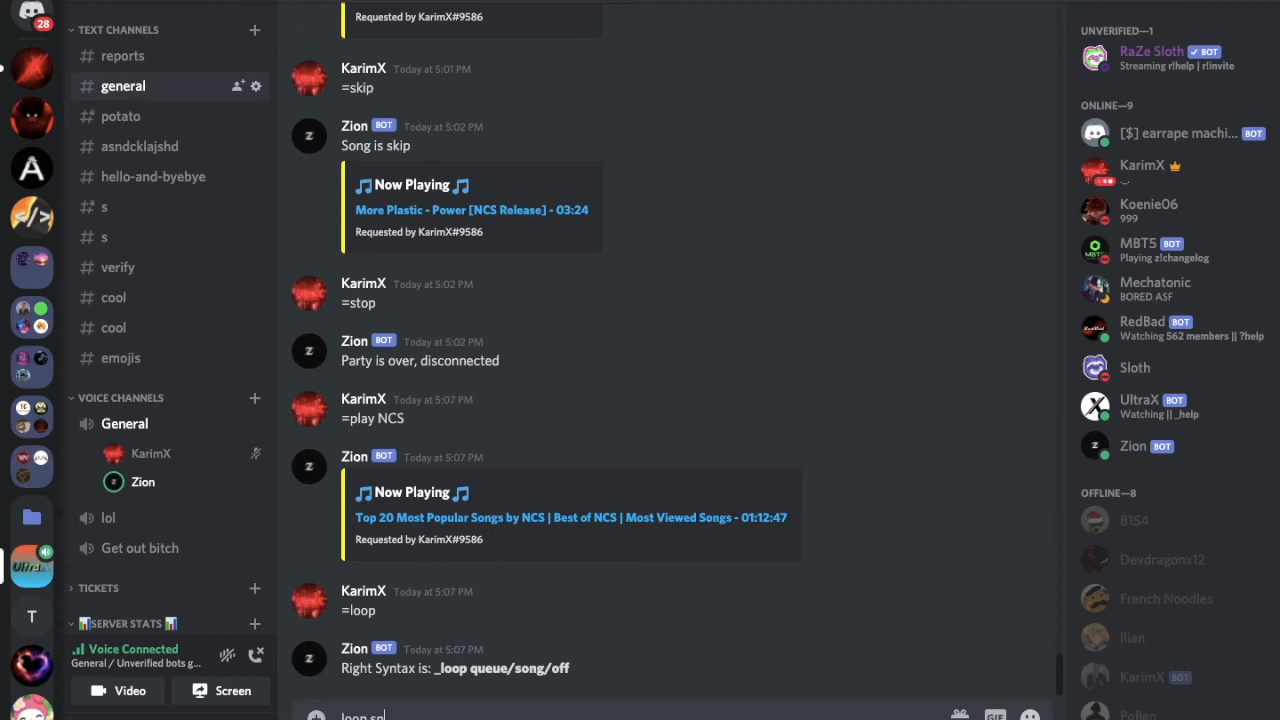 28
TEXT CHANNELS
reports
general
potato
asndcklajshd
hello-and-byebye
s
s
verify
cool
cool
emojis
VOICE CHANNELS
General
KarimX
Zion
lol
Get out bitch
TICKETS
SERVER STATS
Voice Connected
General / Unverified bots g...
Video
Screen
UltraX
T
Requested by KarimX#9586
KarimX Today at 5:01 PM
=skip
Zion BOT Today at 5:02 PM
Song is skip
Now Playing
More Plastic - Power [NCS Release] - 03:24
Requested by KarimX#9586
KarimX Today at 5:02 PM
=stop
Zion BOT Today at 5:02 PM
Party is over, disconnected
KarimX Today at 5:07 PM
=play NCS
Zion BOT Today at 5:07 PM
Now Playing
Top 20 Most Popular Songs by NCS | Best of NCS | Most Viewed Songs - 01:12:47
Requested by KarimX#9586
KarimX Today at 5:07 PM
=loop
Zion BOT Today at 5:07 PM
Right Syntax is: _loop queue/song/off
GIF
UNVERIFIED—1
RaZe Sloth BOT
Streaming r!help | r!invite
ONLINE—9
[$] earrape machi... BOT
KarimX
Koenie06
999
MBT5 BOT
Playing z!changelog
Mechatonic
BORED ASF
RedBad BOT
Watching 562 members || ?help
Sloth
UltraX BOT
Watching || _help
Zion BOT
OFFLINE—8
8154
Devdragonx12
French Noodles
Ilian
KarimX BOT
Pollen